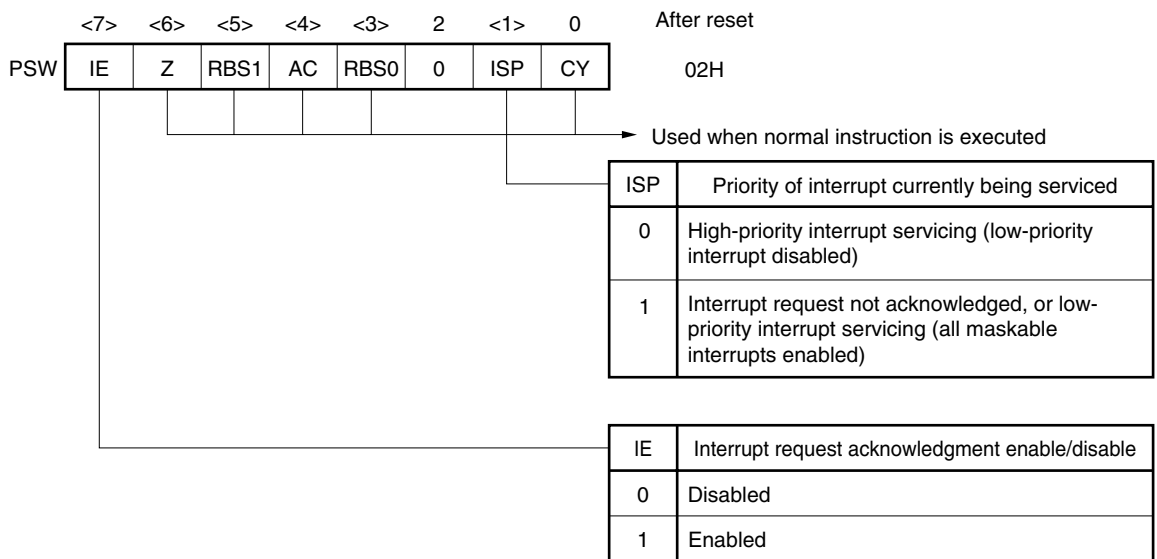 <7> <6> <5> <4> <3> 2 <1> 0 After reset
PSW IE Z RBS1 AC RBS0 0 ISP CY 02H
Used when normal instruction is executed
ISP Priority of interrupt currently being serviced
0 High-priority interrupt servicing (low-priority
interrupt disabled)
1 Interrupt request not acknowledged, or low-
priority interrupt servicing (all maskable
interrupts enabled)
IE Interrupt request acknowledgment enable/disable
0 Disabled
1 Enabled